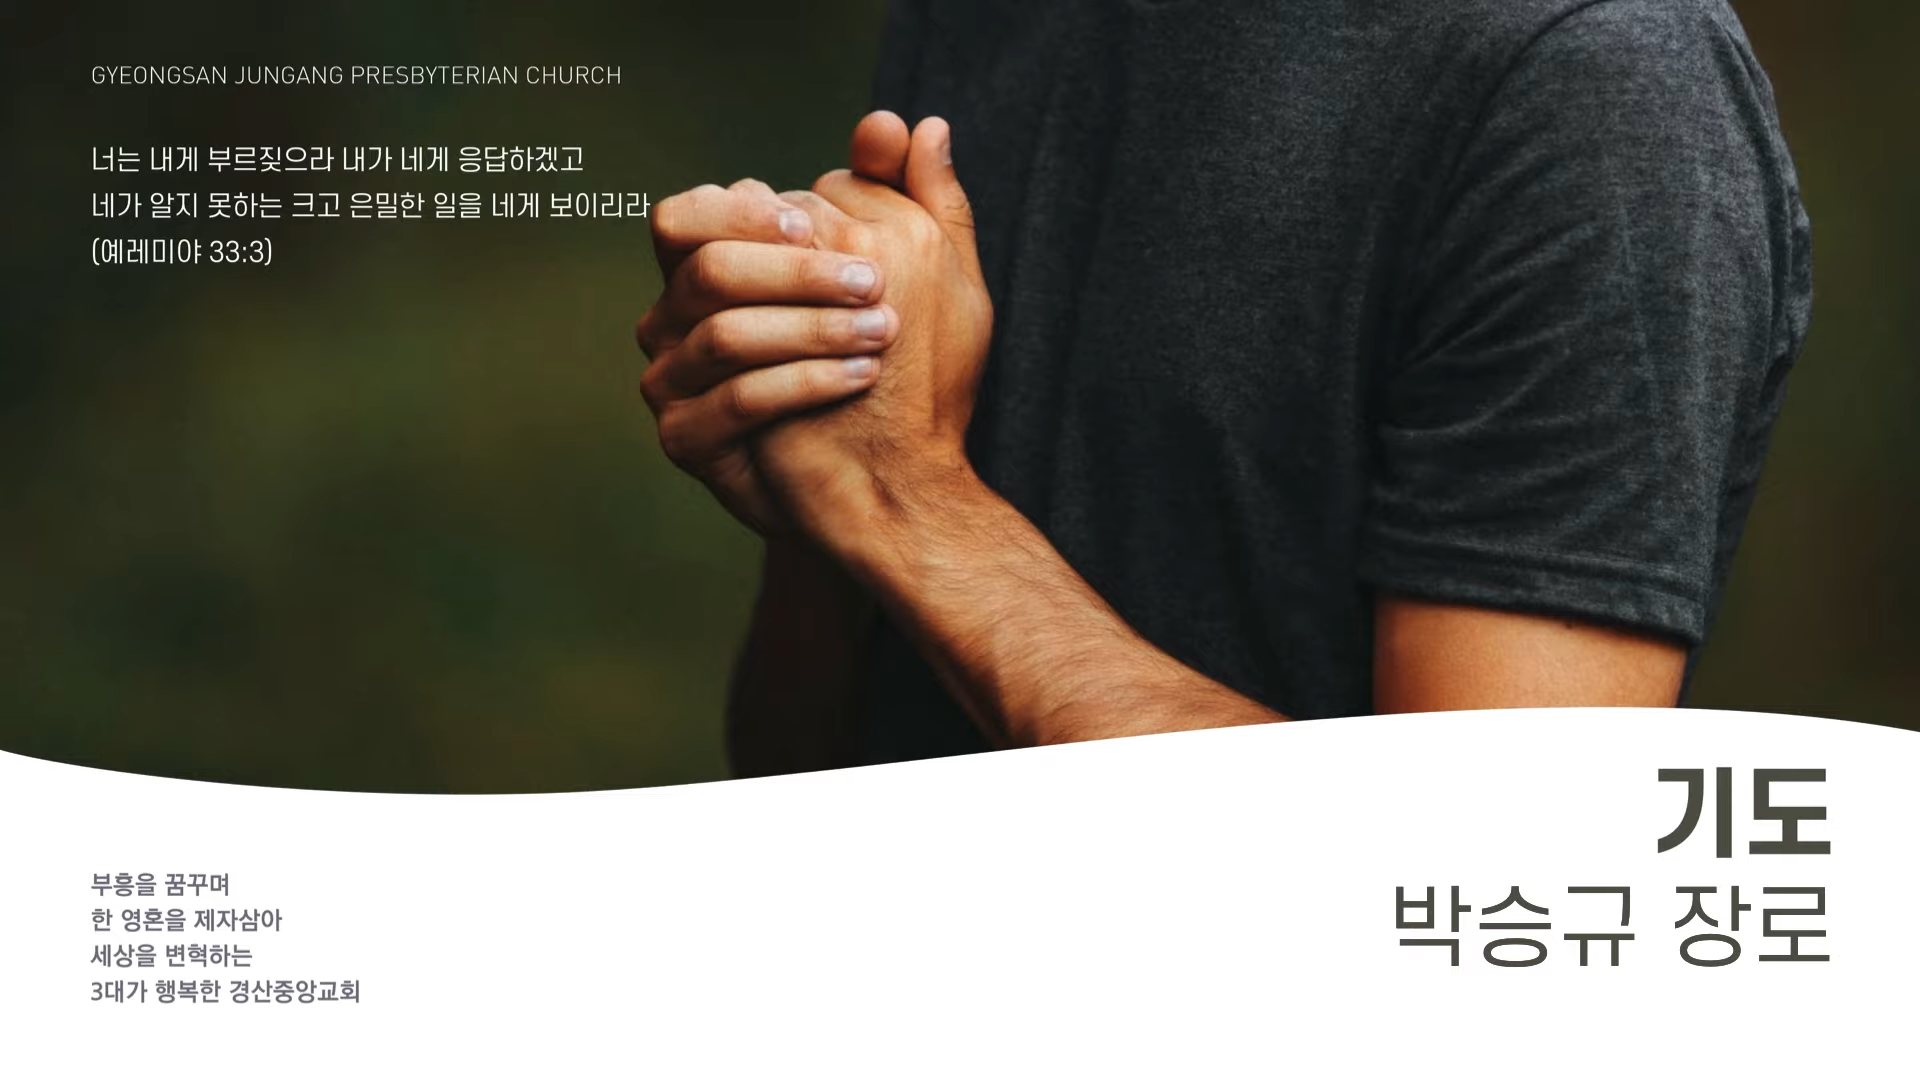 GYEONGSAN JUNGANG PRESBYTERIAN CHURCH
너는 내게 부르짖으라 내가 네게 응답하겠고
네가 알지 못하는 크고 은밀한 일을 네게 보이리라
(예레미야 33:3)
기도
박승규 장로
부흥을 꿈꾸며
한 영혼을 제자삼아
세상을 변혁하는
3대가 행복한 경산중앙교회